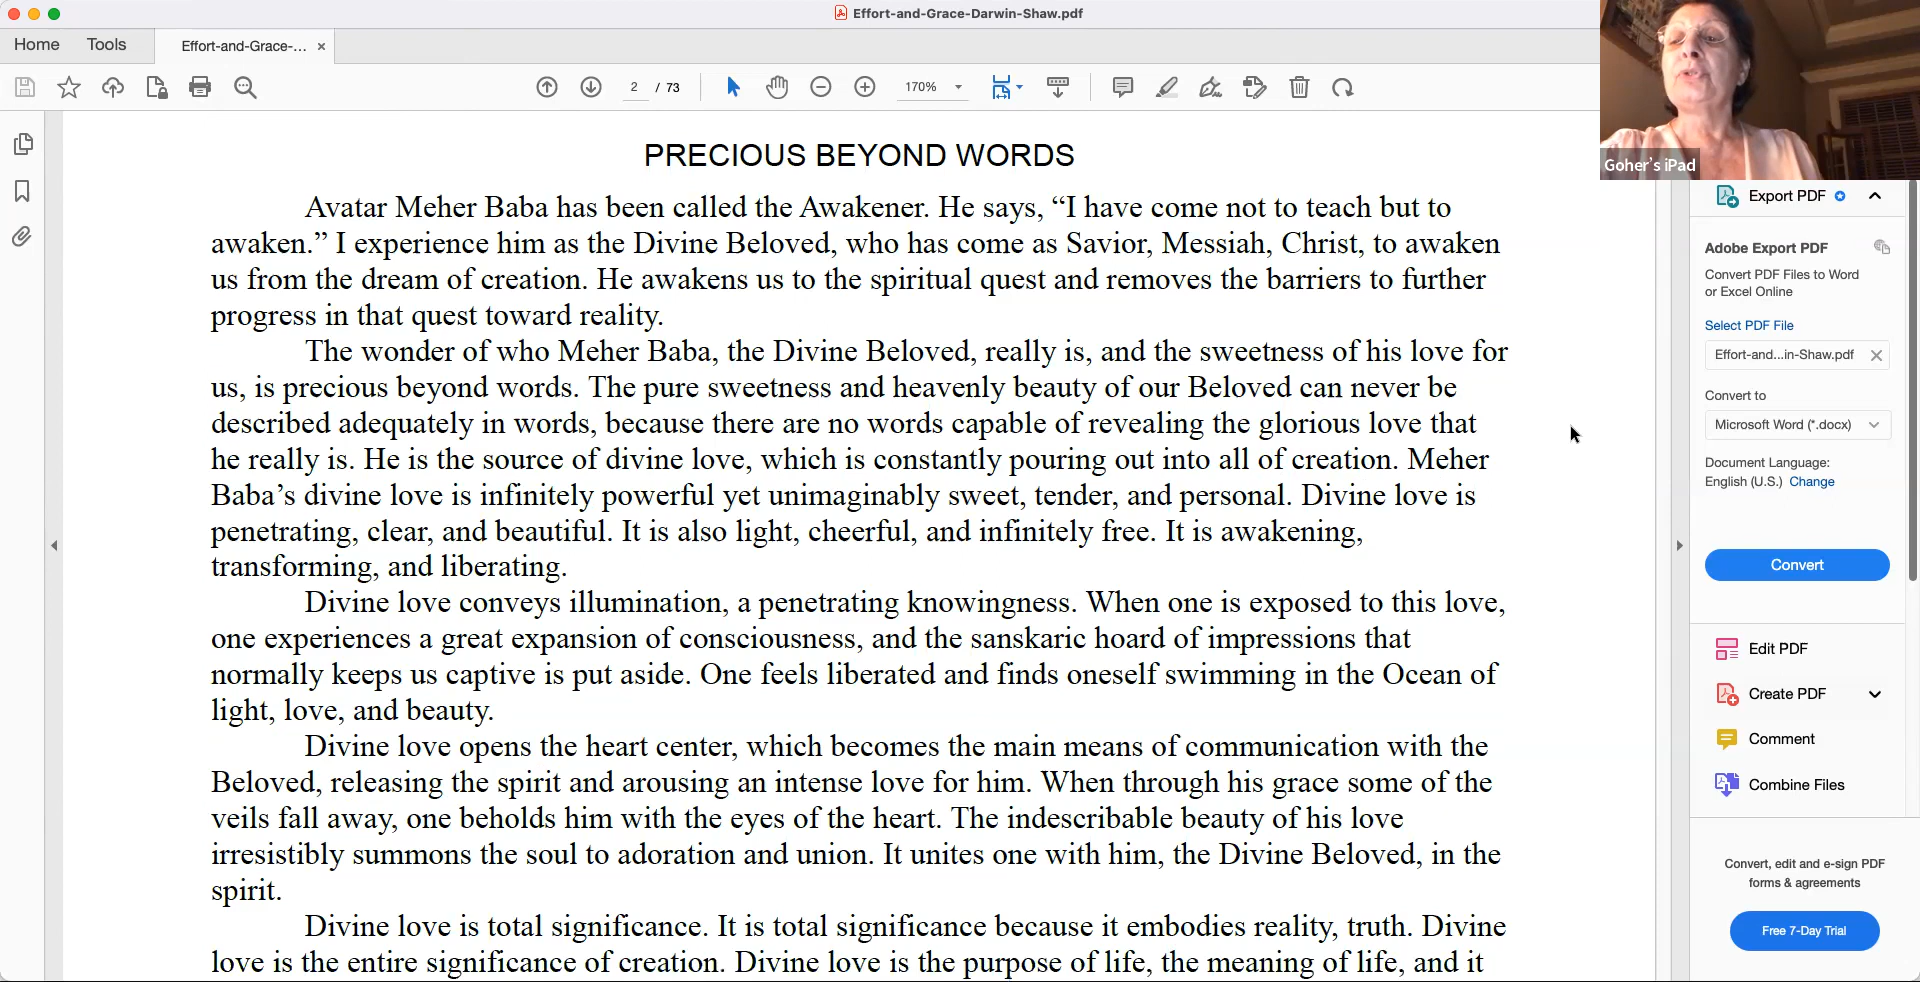 Effort-and-Grace-Darwin-Shaw.pdf
Home Tools Effort-and-Grace-... ×
2 / 73 170%
Goher's iPad
PRECIOUS BEYOND WORDS
Avatar Meher Baba has been called the Awakener. He says, “I have come not to teach but to
awaken.” I experience him as the Divine Beloved, who has come as Savior, Messiah, Christ, to awaken
us from the dream of creation. He awakens us to the spiritual quest and removes the barriers to further
progress in that quest toward reality.
The wonder of who Meher Baba, the Divine Beloved, really is, and the sweetness of his love for
us, is precious beyond words. The pure sweetness and heavenly beauty of our Beloved can never be
described adequately in words, because there are no words capable of revealing the glorious love that
he really is. He is the source of divine love, which is constantly pouring out into all of creation. Meher
Baba’s divine love is infinitely powerful yet unimaginably sweet, tender, and personal. Divine love is
penetrating, clear, and beautiful. It is also light, cheerful, and infinitely free. It is awakening,
transforming, and liberating.
Divine love conveys illumination, a penetrating knowingness. When one is exposed to this love,
one experiences a great expansion of consciousness, and the sanskaric hoard of impressions that
normally keeps us captive is put aside. One feels liberated and finds oneself swimming in the Ocean of
light, love, and beauty.
Divine love opens the heart center, which becomes the main means of communication with the
Beloved, releasing the spirit and arousing an intense love for him. When through his grace some of the
veils fall away, one beholds him with the eyes of the heart. The indescribable beauty of his love
irresistibly summons the soul to adoration and union. It unites one with him, the Divine Beloved, in the
spirit.
Divine love is total significance. It is total significance because it embodies reality, truth. Divine
love is the entire significance of creation. Divine love is the purpose of life, the meaning of life, and it
Export PDF
Adobe Export PDF
Convert PDF Files to Word
or Excel Online
Select PDF File
Effort-and...in-Shaw.pdf
Convert to
Microsoft Word (*.docx)
Document Language:
English (U.S.) Change
Convert
Edit PDF
Create PDF
Comment
Combine Files
Convert, edit and e-sign PDF
forms & agreements
Free 7-Day Trial